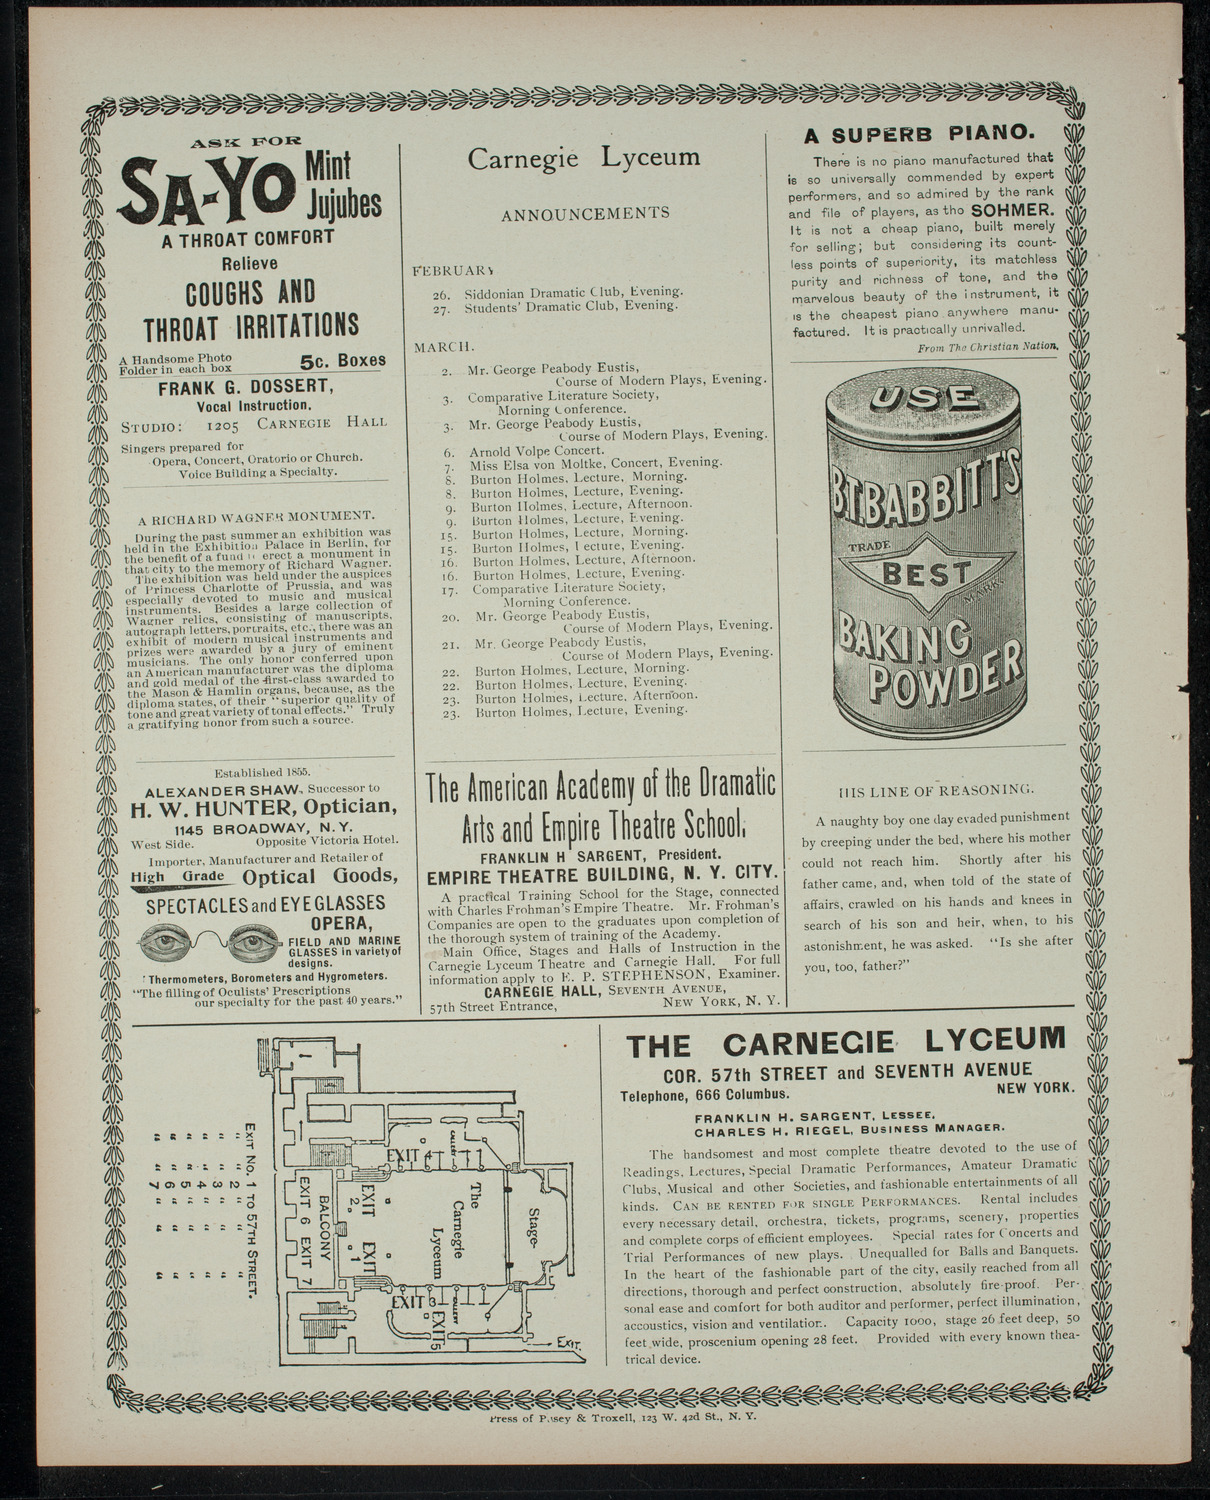 ASK FOR
SA-YO Mint Jujubes
A THROAT COMFORT
Relieve
COUGHS AND
THROAT IRRITATIONS
A Handsome Photo
Folder in each box 5c. Boxes
FRANK G. DOSSERT,
Vocal Instruction.
STUDIO: 1205 CARNEGIE HALL
Singers prepared for
Opera, Concert, Oratorio or Church.
Voice Building a Specialty.
A RICHARD WAGNER MONUMENT.
During the past summer an exhibition was
held in the Exhibition Palace in Berlin, for
the benefit of a fund erect a monument in
that city to the memory of Richard Wagner.
The exhibition was held under the auspices
of Princess Charlotte of Prussia, and was
especially devoted to music and musical
instruments. Besides a large collection of
Wagner relics, consisting of manuscripts,
autograph letters, portraits, etc., there was an
exhibit of modern musical instruments and
prizes were awarded by a jury of eminent
musicians. The only honor conferred upon
an American manufacturer was the diploma
and gold medal of the first-class awarded to
the Mason & Hamlin organs, because, as the
diploma states, of their "superior quality of
tone and great variety of tonal effects." Truly
a gratifying honor from such a source.
Established 1855.
ALEXANDER SHAW, Successor to
H. W. HUNTER, Optician,
1145 BROADWAY, N. Y.
West Side. Opposite Victoria Hotel.
Importer, Manufacturer and Retailer of
High Grade Optical Goods,
SPECTACLES and EYE GLASSES
OPERA,
FIELD AND MARINE
GLASSES in variety of
designs.
Thermometers, Borometers and Hygrometers.
"The filling of Oculists' Prescriptions
our specialty for the past 40 years."
Carnegie Lyceum
ANNOUNCEMENTS
FEBRUARY
26. Siddonian Dramatic Club, Evening.
27. Students' Dramatic Club, Evening.
MARCH.
2. Mr. George Peabody Eustis,
Course of Modern Plays, Evening.
3. Comparative Literature Society,
Morning Conference.
3. Mr. George Peabody Eustis,
Course of Modern Plays, Evening.
6. Arnold Volpe Concert.
7. Miss Elsa von Moltke, Concert, Evening.
8. Burton Holmes, Lecture, Morning.
8. Burton Holmes, Lecture, Evening.
9. Burton Holmes, Lecture, Afternoon.
9. Burton Holmes, Lecture, Evening.
15. Burton Holmes, Lecture, Morning.
15. Burton Holmes, Lecture, Evening.
16. Burton Holmes, Lecture, Afternoon.
16. Burton Holmes, Lecture, Evening.
17. Comparative Literature Society,
Morning Conference.
20. Mr. George Peabody Eustis,
Course of Modern Plays, Evening.
21. Mr. George Peabody Eustis,
Course of Modern Plays, Evening.
22. Burton Holmes, Lecture, Morning.
22. Burton Holmes, Lecture, Evening.
23. Burton Holmes, Lecture, Afternoon.
23. Burton Holmes, Lecture, Evening.
The American Academy of the Dramatic
Arts and Empire Theatre School.
FRANKLIN H SARGENT, President.
EMPIRE THEATRE BUILDING, N. Y. CITY.
A practical Training School for the Stage, connected
with Charles Frohman's Empire Theatre. Mr. Frohman's
Companies are open to the graduates upon completion of
the thorough system of training of the Academy.
Main Office, Stages and Halls of Instruction in the
Carnegie Lyceum Theatre and Carnegie Hall. For full
information apply to E. P. STEPHENSON, Examiner.
CARNEGIE HALL, SEVENTH AVENUE,
57th Street Entrance, NEW YORK, N. Y.
A SUPERB PIANO.
There is no piano manufactured that
is so universally commended by expert
performers, and so admired by the rank
and file of players, as tho SOHMER.
It is not a cheap piano, built merely
for selling; but considering its count-
less points of superiority, its matchless
purity and richness of tone, and the
marvelous beauty of the instrument, it
is the cheapest piano anywhere manu-
factured. It is practically unrivalled.
From The Christian Nation.
USE
B.T. BABBITT'S
TRADE
BEST
MARK
BAKING
POWDER
HIS LINE OF REASONING.
A naughty boy one day evaded punishment
by creeping under the bed, where his mother
could not reach him. Shortly after his
father came, and, when told of the state of
affairs, crawled on his hands and knees in
search of his son and heir, when, to his
astonishment, he was asked. "Is she after
you, too, father?"
EXIT NO. 1 TO 57TH STREET.
" " 2 " " "
" " 3 " " "
" " 4 " " "
" " 5 " " "
" " 6 " " "
" " 7 " " "
EXIT 4
GALLERY
EXIT 2
EXIT 1
The
Carnegie
Lyceum
Stage
BALCONY
EXIT 6 EXIT 7
EXIT 3
GALLERY
EXIT 5
EXIT.
THE CARNEGIE LYCEUM
COR. 57th STREET and SEVENTH AVENUE
Telephone, 666 Columbus. NEW YORK.
FRANKLIN H. SARGENT, LESSEE.
CHARLES H. RIEGEL, BUSINESS MANAGER.
The handsomest and most complete theatre devoted to the use of
Readings, Lectures, Special Dramatic Performances, Amateur Dramatic
Clubs, Musical and other Societies, and fashionable entertainments of all
kinds. CAN BE RENTED FOR SINGLE PERFORMANCES. Rental includes
every necessary detail, orchestra, tickets, programs, scenery, properties
and complete corps of efficient employees. Special rates for Concerts and
Trial Performances of new plays. Unequalled for Balls and Banquets.
In the heart of the fashionable part of the city, easily reached from all
directions, thorough and perfect construction, absolutely fire-proof. Per-
sonal ease and comfort for both auditor and performer, perfect illumination,
accoustics, vision and ventilation. Capacity 1000, stage 26 feet deep, 50
feet wide, proscenium opening 28 feet. Provided with every known thea-
trical device.
Press of Pusey & Troxell, 123 W. 42d St., N. Y.